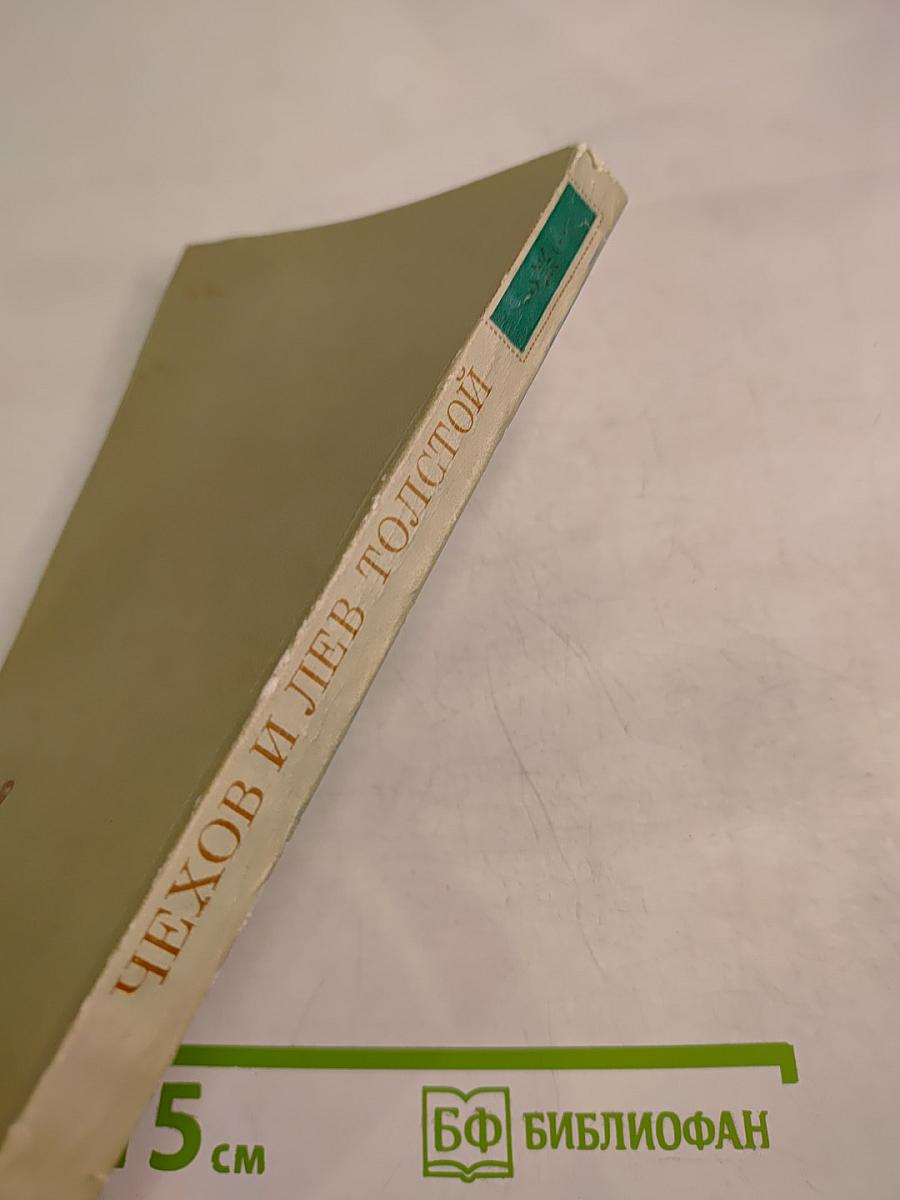 ЧЕХОВ И ЛЕВ ТОЛСТОЙ
15 см
БФ БИБЛИОФАН